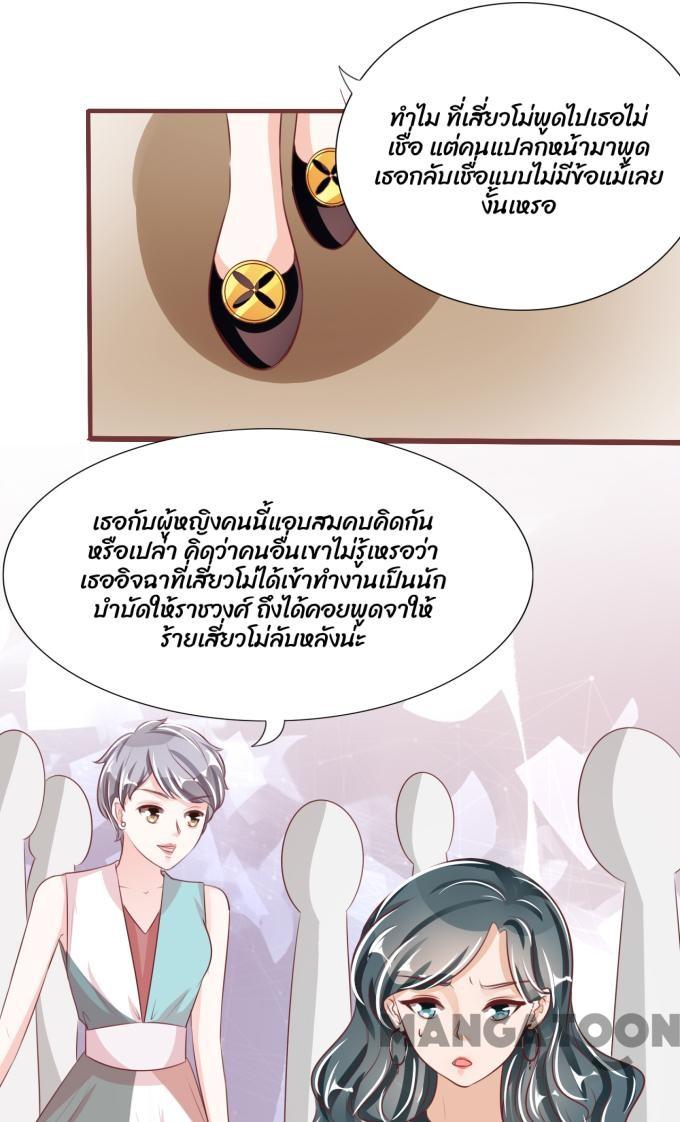 ทำไม ที่เสี่ยวโม่พูดไปเธอไม่
เชื่อ แต่คนแปลกหน้ามาพูด
เธอกลับเชื่อแบบไม่มีข้อแม้เลย
งั้นเหรอ
เธอกับผู้หญิงคนนี้แอบสมคบคิดกัน
หรือเปล่า คิดว่าคนอื่นเขาไม่รู้เหรอว่า
เธออิจฉาที่เสี่ยวโม่ได้เข้าทำงานเป็นนัก
บำบัดให้ราชวงศ์ ถึงได้คอยพูดจาให้
ร้ายเสี่ยวโม่ลับหลังน่ะ
MANGATOON